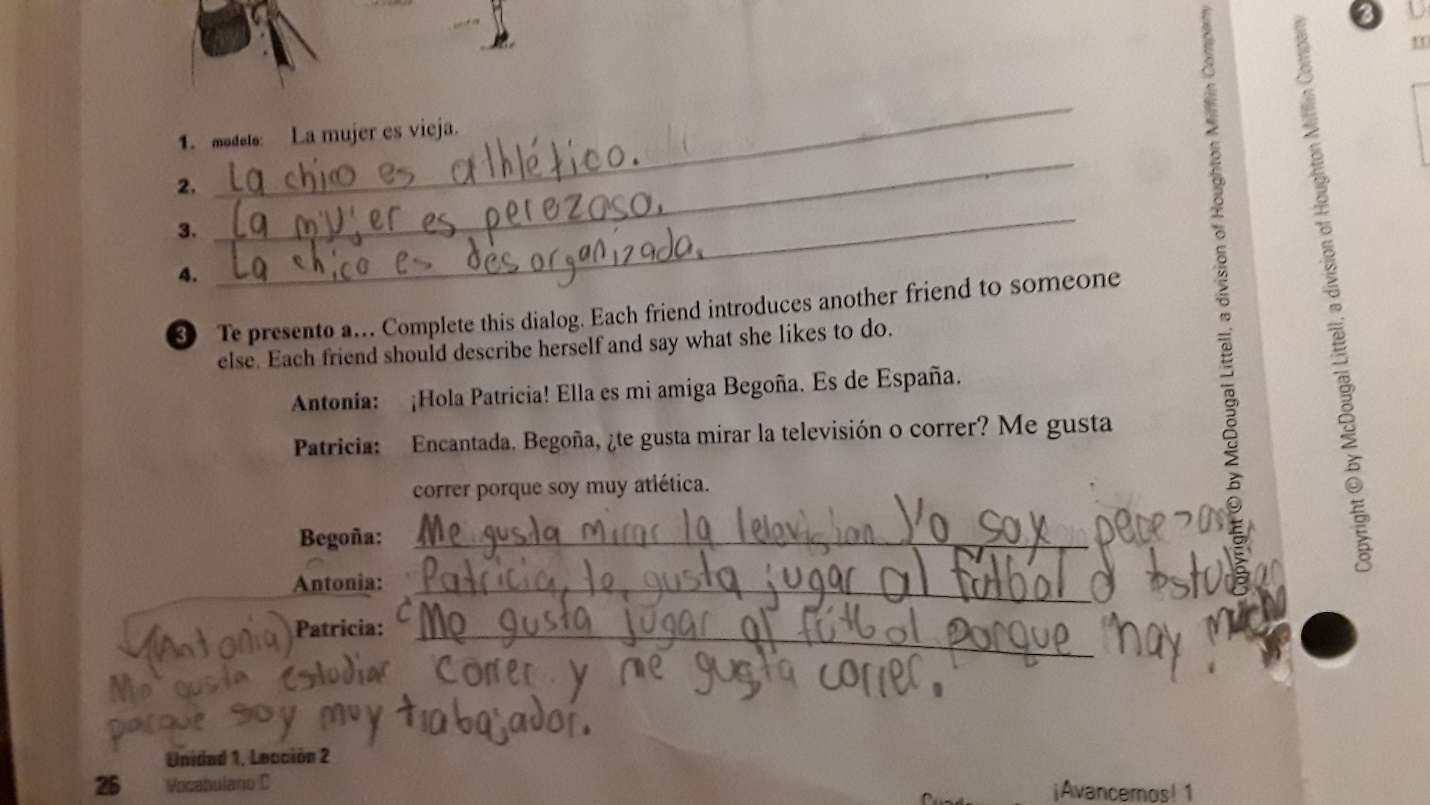 1. modelo: La mujer es vieja.
2. La chico es athlético.
3. La mujer es perezosa.
4. La chico es desorganizada.
3 Te presento a... Complete this dialog. Each friend introduces another friend to someone
else. Each friend should describe herself and say what she likes to do.
Antonia: ¡Hola Patricia! Ella es mi amiga Begoña. Es de España.
Patricia: Encantada. Begoña, ¿te gusta mirar la televisión o correr? Me gusta
correr porque soy muy atlética.
Begoña: Me gusta mirar la television Yo soy
Antonia: Patricia, te gusta jugar al fútbol o
Patricia: ¿Me gusta jugar al fútbol porque hay mucho
(Antonia) correr y me gusta correr.
Me gusta estudiar
porque soy muy trabajador.
Unidad 1, Lección 2
26 Vocabulario C
¡Avancemos! 1
Copyright © by McDougal Littell, a division of Houghton Mifflin Company
Copyright © by McDougal Littell, a division of Houghton Mifflin Company
3